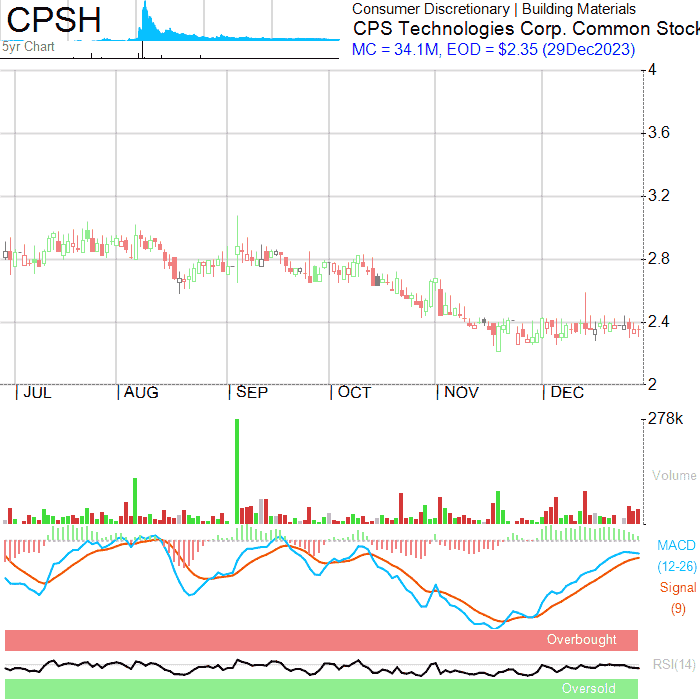 CPSH
5yr Chart
Consumer Discretionary | Building Materials
CPS Technologies Corp. Common Stock
MC = 34.1M, EOD = $2.35 (29Dec2023)
4
3.6
3.2
2.8
2.4
2
JUL AUG SEP OCT NOV DEC
278k
Volume
MACD
(12-26)
Signal
(9)
Overbought
RSI(14)
Oversold